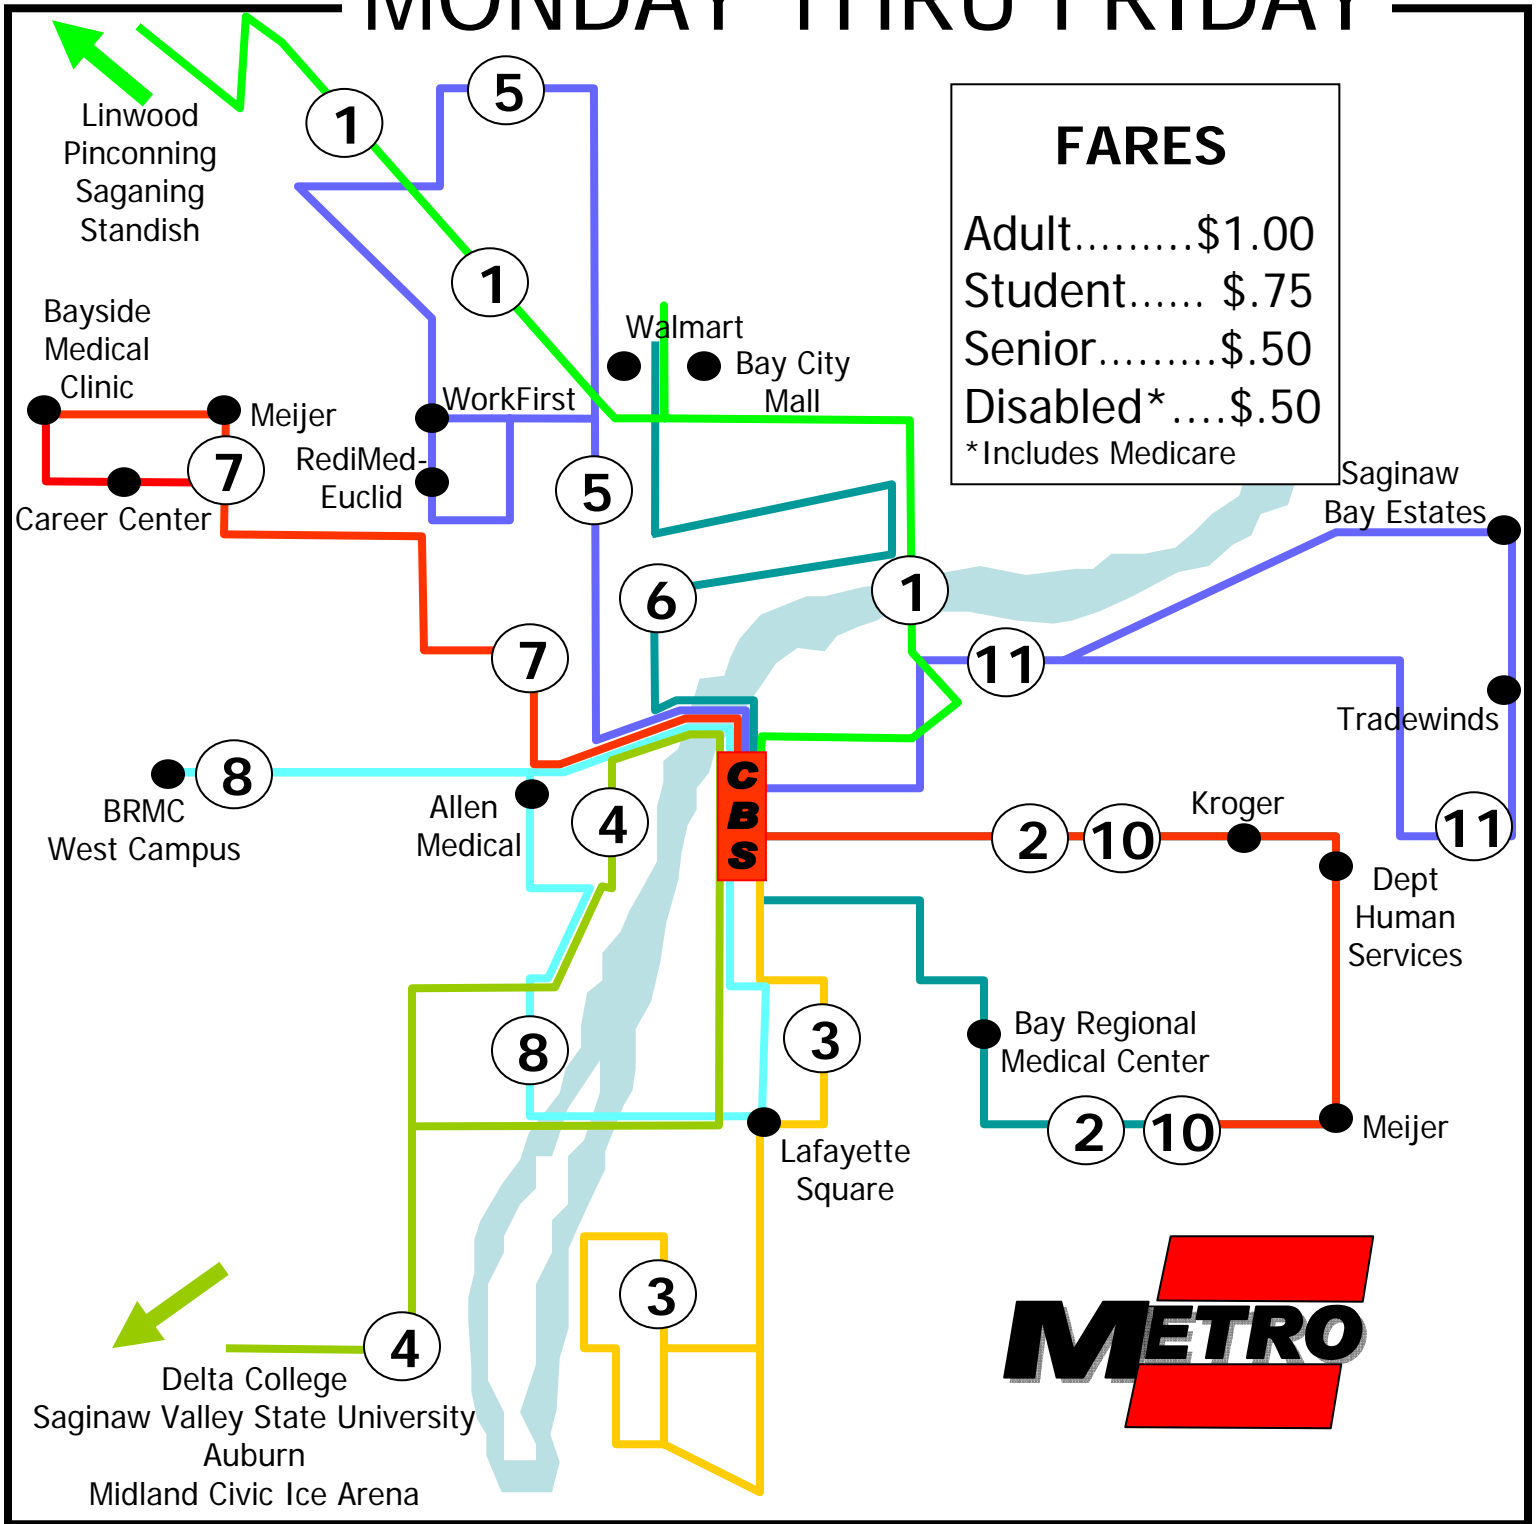 MONDAY THRU FRIDAY
5
1
Linwood
Pinconning
Saganing
Standish
FARES
Adult.........$1.00
Student...... $.75
Senior.........$.50
Disabled*....$.50
*Includes Medicare
1
Bayside
Medical
Clinic
Walmart
Bay City
Mall
Meijer
WorkFirst
7
RediMed-
Euclid
5
Career Center
Saginaw
Bay Estates
6
1
7
11
Tradewinds
8
BRMC
West Campus
Allen
Medical
4
CBS
2
10
Kroger
11
Dept
Human
Services
8
3
Bay Regional
Medical Center
2
10
Meijer
Lafayette
Square
3
4
METRO
Delta College
Saginaw Valley State University
Auburn
Midland Civic Ice Arena